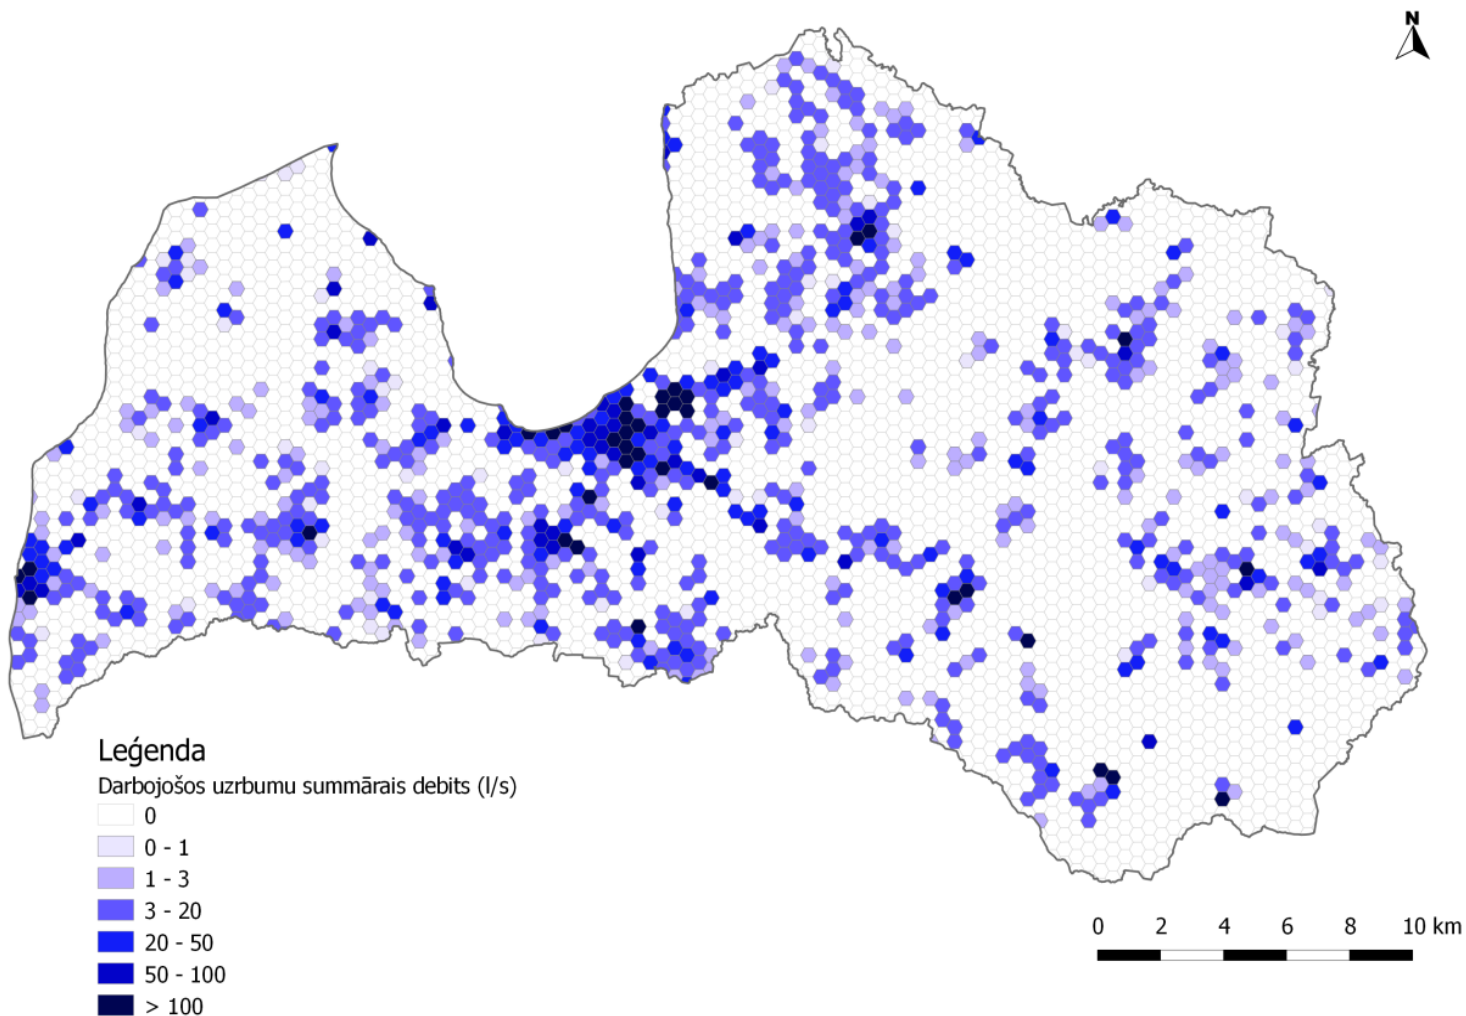 N
Leģenda
Darbojošos uzrbumu summārais debits (l/s)
0
0 - 1
1 - 3
3 - 20
20 - 50
50 - 100
> 100
0 2 4 6 8 10 km